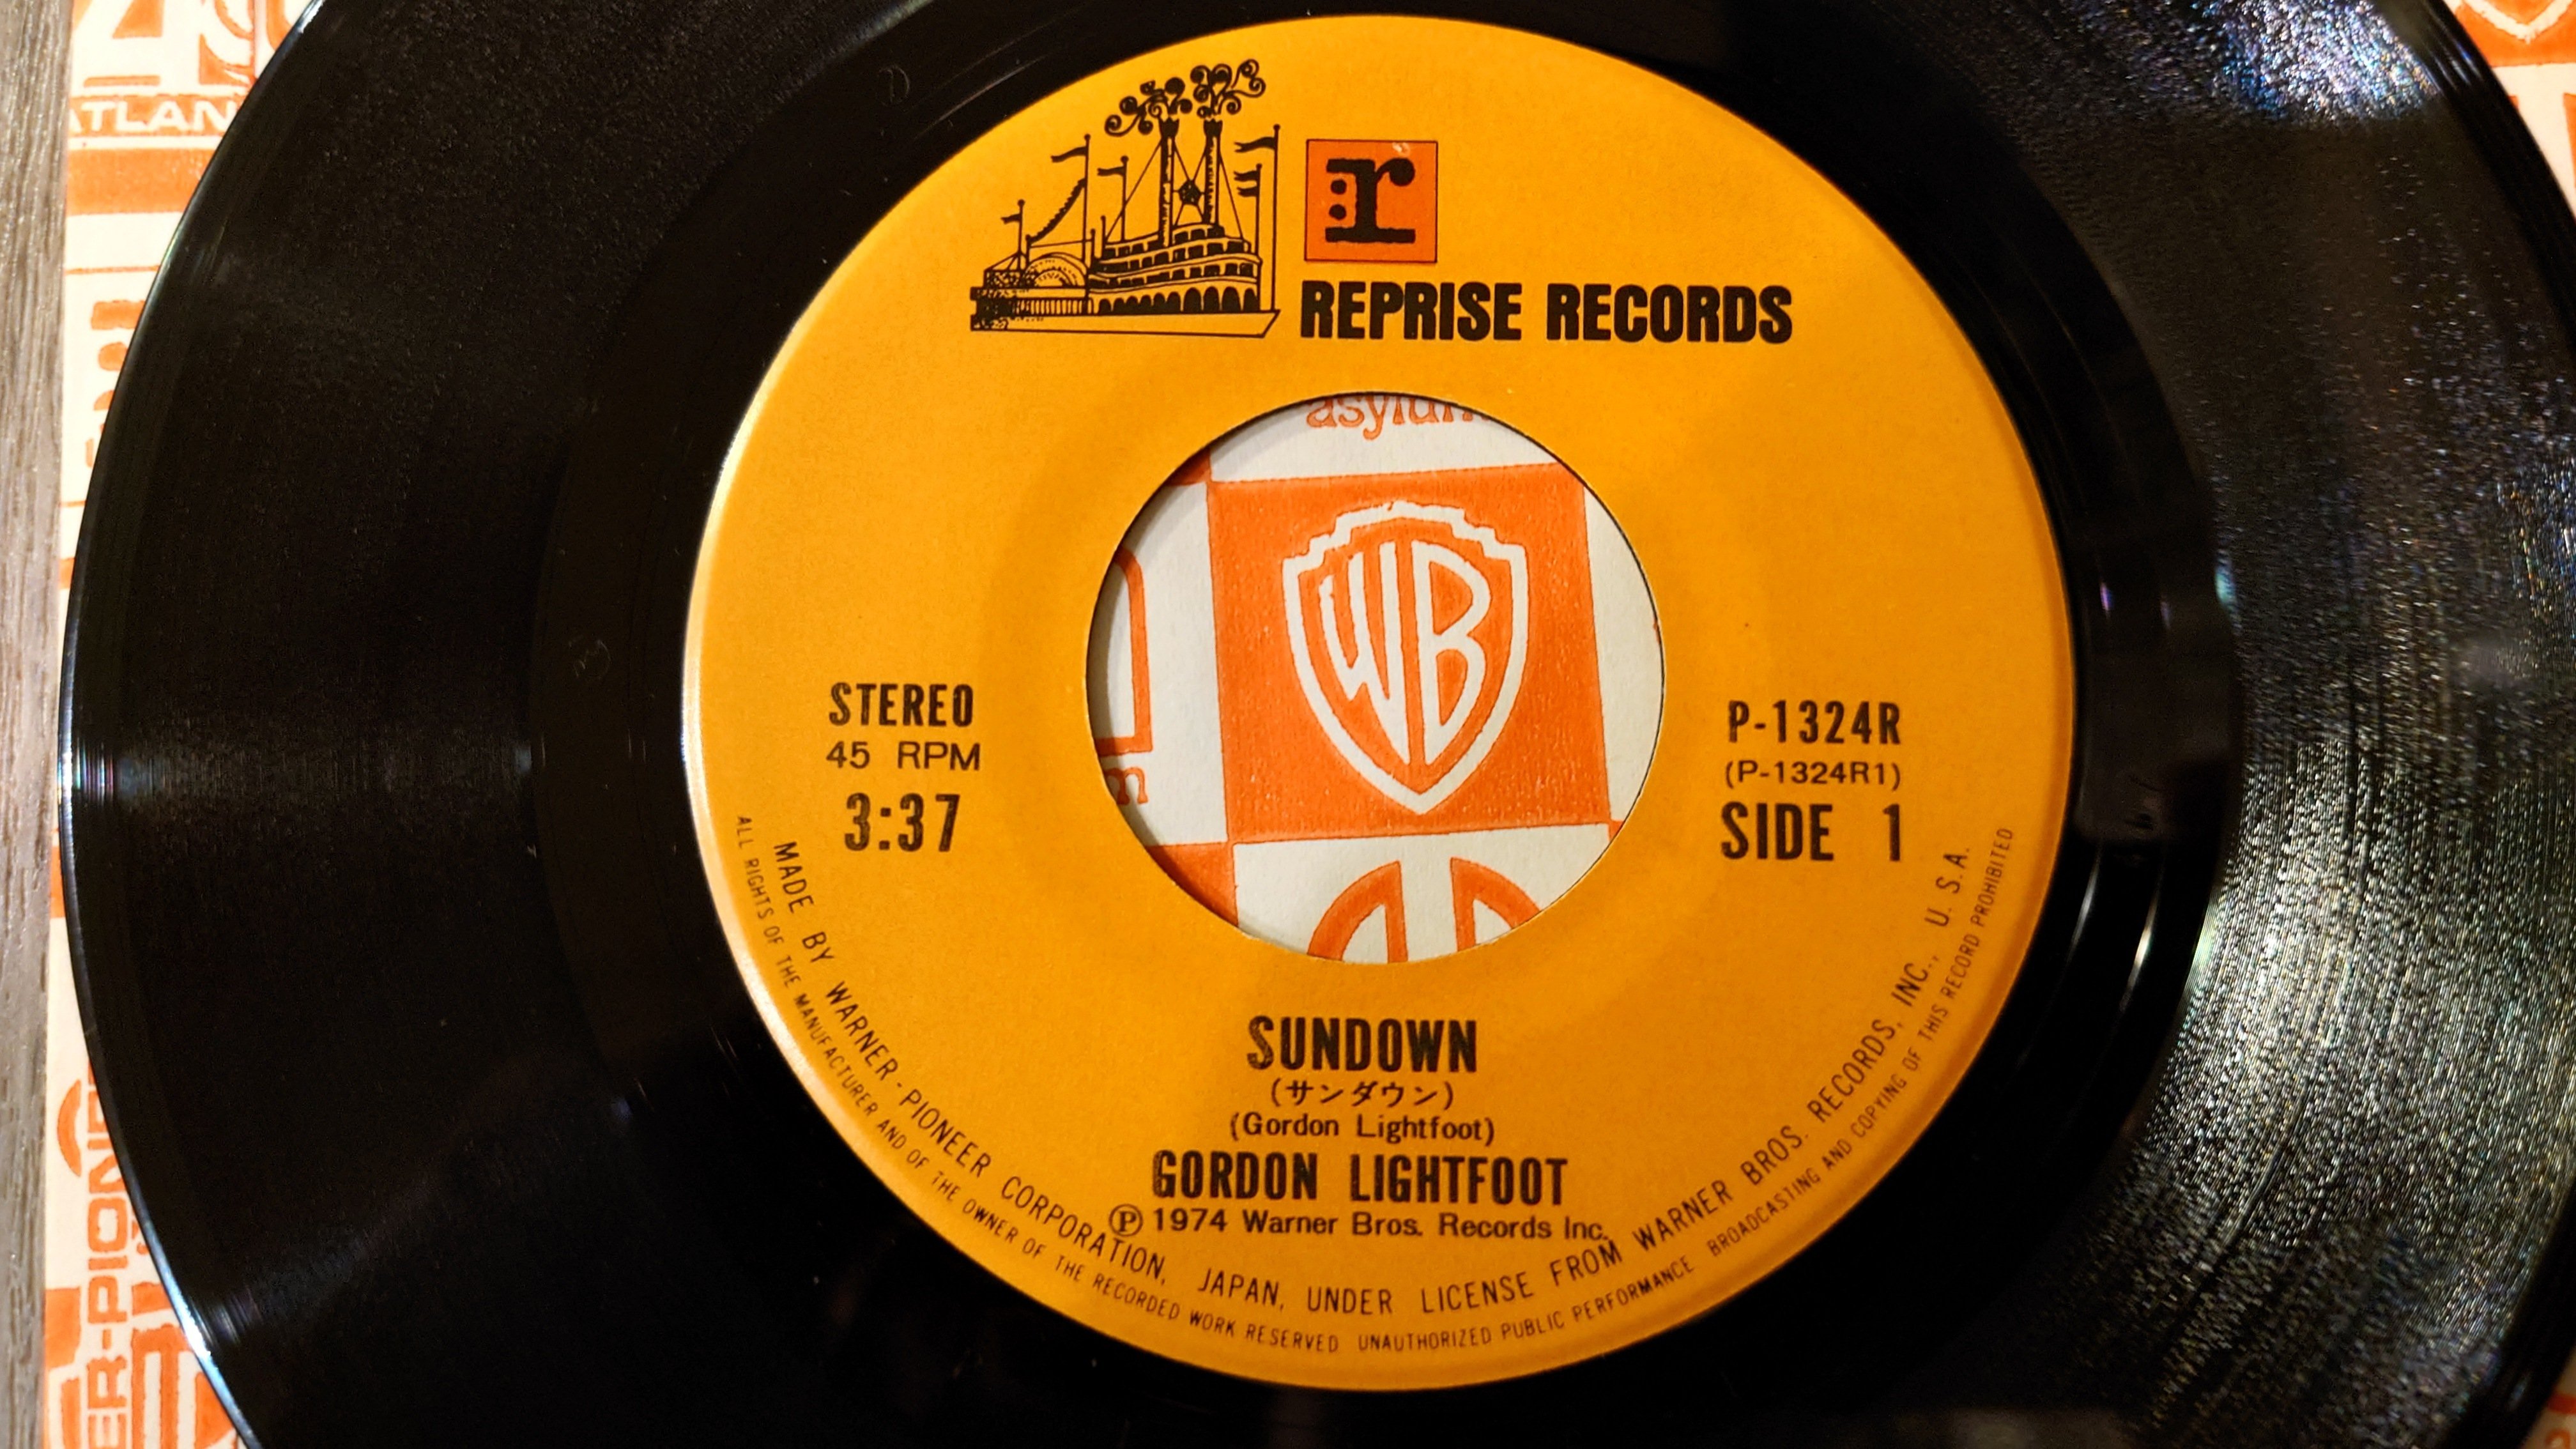 ATLAN
r
REPRISE RECORDS
asylum
WB
STEREO
45 RPM
3:37
P-1324R
(P-1324R1)
SIDE 1
SUNDOWN
(サンダウン)
(Gordon Lightfoot)
GORDON LIGHTFOOT
Ⓟ 1974 Warner Bros. Records Inc.
MADE BY WARNER-PIONEER CORPORATION, JAPAN, UNDER LICENSE FROM WARNER BROS. RECORDS, INC., U.S.A.
ALL RIGHTS OF THE MANUFACTURER AND OF THE OWNER OF THE RECORDED WORK RESERVED UNAUTHORIZED PUBLIC PERFORMANCE BROADCASTING AND COPYING OF THIS RECORD PROHIBITED
ER-PION